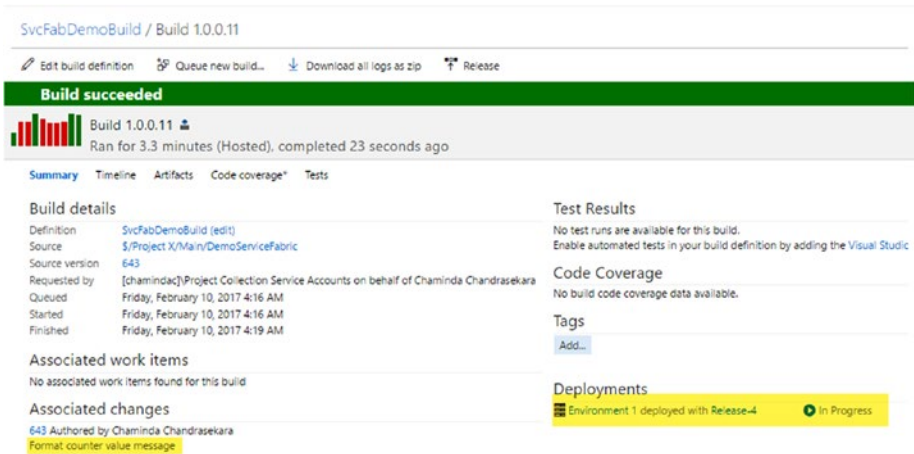 SvcFabDemoBuild / Build 1.0.0.11
Edit build definition Queue new build... Download all logs as zip Release
Build succeeded
Build 1.0.0.11
Ran for 3.3 minutes (Hosted), completed 23 seconds ago
Summary Timeline Artifacts Code coverage* Tests
Build details
Definition SvcFabDemoBuild (edit)
Source $/Project X/Main/DemoServiceFabric
Source version 643
Requested by [chamindac]\Project Collection Service Accounts on behalf of Chaminda Chandrasekara
Queued Friday, February 10, 2017 4:16 AM
Started Friday, February 10, 2017 4:16 AM
Finished Friday, February 10, 2017 4:19 AM
Associated work items
No associated work items found for this build
Associated changes
643 Authored by Chaminda Chandrasekara
Format counter value message
Test Results
No test runs are available for this build.
Enable automated tests in your build definition by adding the Visual Studic
Code Coverage
No build code coverage data available.
Tags
Add...
Deployments
Environment 1 deployed with Release-4 In Progress